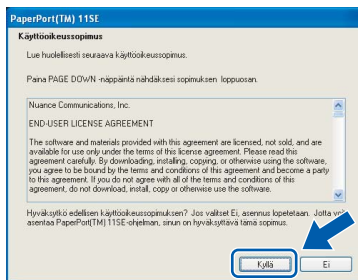 PaperPort(TM) 11SE
Käyttöoikeussopimus
Lue huolellisesti seuraava käyttöoikeussopimus.
Paina PAGE DOWN -näppäintä nähdäksesi sopimuksen loppuosan.
Nuance Communications, Inc.
END-USER LICENSE AGREEMENT
The software and materials provided with this agreement are licensed, not sold, and are
available for use only under the terms of this license agreement. Please read this
agreement carefully. By downloading, installing, copying, or otherwise using the software,
you agree to be bound by the terms and conditions of this agreement and become a party
to this agreement. If you do not agree with all of the terms and conditions of this
agreement, do not download, install, copy or otherwise use the software.
Hyväksytkö edellisen käyttöoikeussopimuksen? Jos valitset Ei, asennus lopetetaan. Jotta
asentaa PaperPort(TM) 11SE-ohjelman, sinun on hyväksyttävä tämä sopimus.
Kyllä
Ei